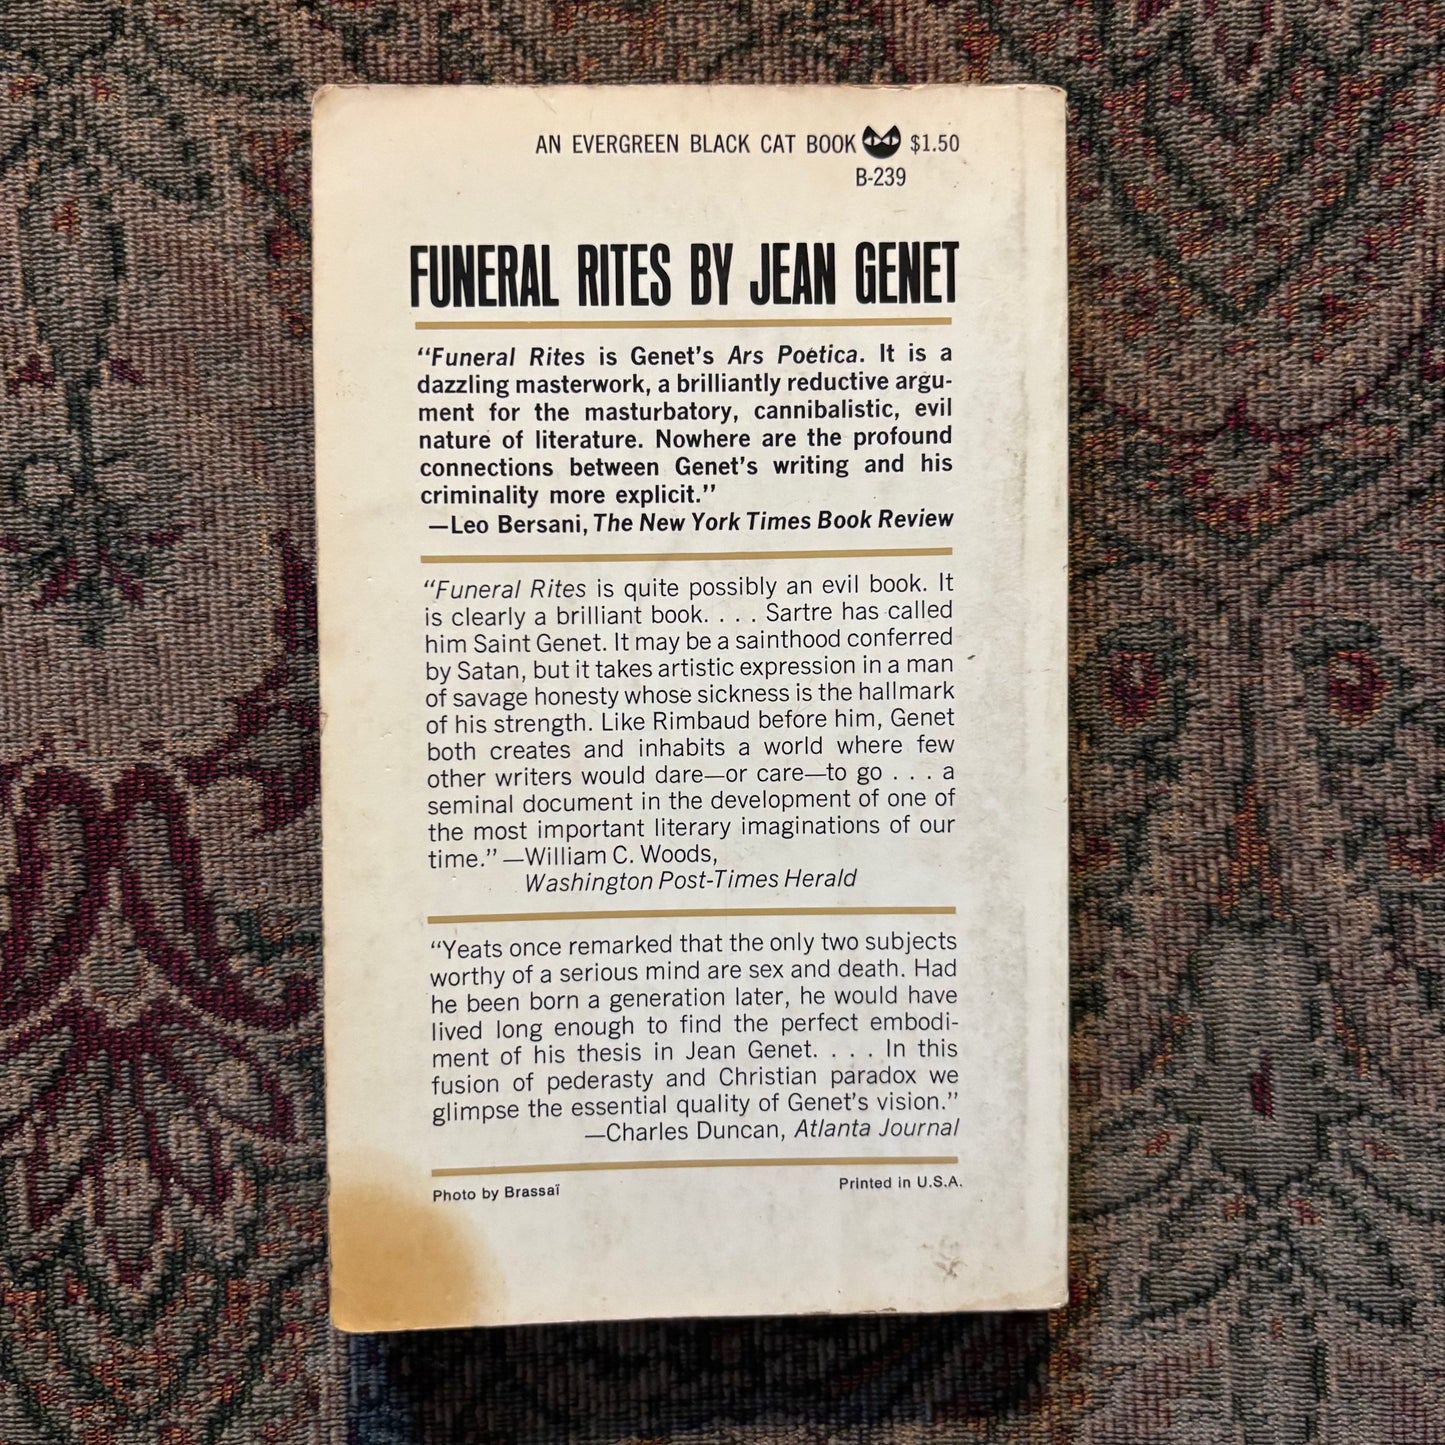 AN EVERGREEN BLACK CAT BOOK $1.50
B-239
FUNERAL RITES BY JEAN GENET
“Funeral Rites is Genet’s Ars Poetica. It is a
dazzling masterwork, a brilliantly reductive argu-
ment for the masturbatory, cannibalistic, evil
nature of literature. Nowhere are the profound
connections between Genet’s writing and his
criminality more explicit.”
—Leo Bersani, The New York Times Book Review
“Funeral Rites is quite possibly an evil book. It
is clearly a brilliant book. . . . Sartre has called
him Saint Genet. It may be a sainthood conferred
by Satan, but it takes artistic expression in a man
of savage honesty whose sickness is the hallmark
of his strength. Like Rimbaud before him, Genet
both creates and inhabits a world where few
other writers would dare—or care—to go . . . a
seminal document in the development of one of
the most important literary imaginations of our
time.” —William C. Woods,
Washington Post-Times Herald
“Yeats once remarked that the only two subjects
worthy of a serious mind are sex and death. Had
he been born a generation later, he would have
lived long enough to find the perfect embodi-
ment of his thesis in Jean Genet. . . . In this
fusion of pederasty and Christian paradox we
glimpse the essential quality of Genet’s vision.”
—Charles Duncan, Atlanta Journal
Photo by Brassaï
Printed in U.S.A.